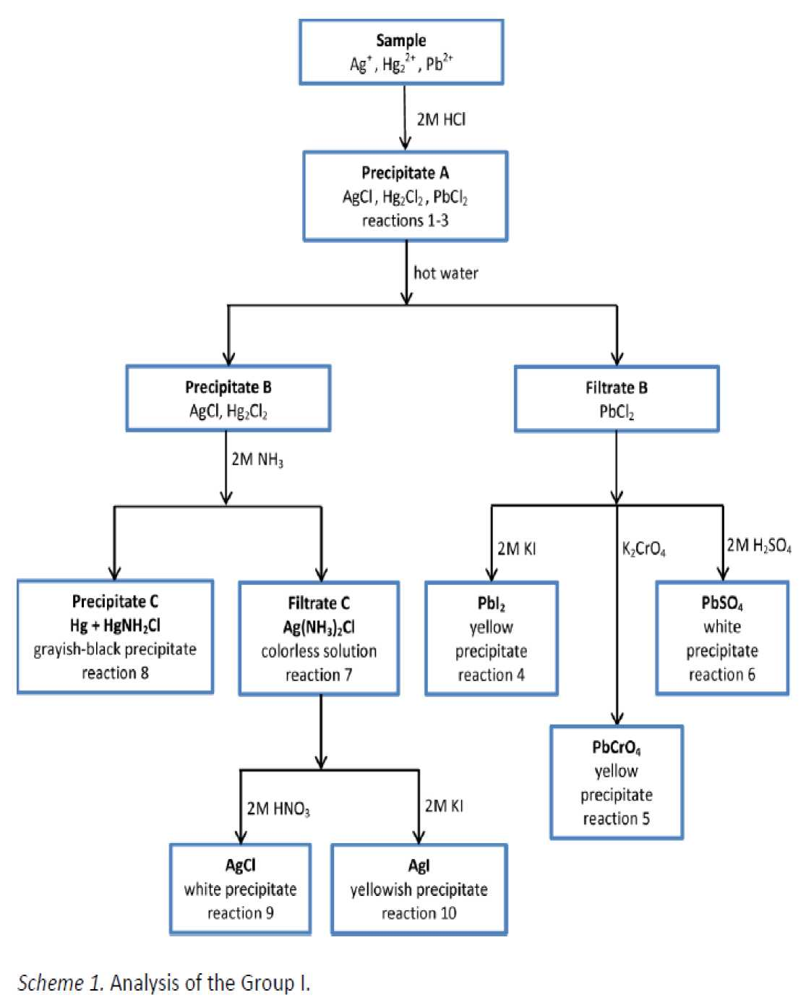 Sample
Ag⁺, Hg₂²⁺, Pb²⁺
2M HCl
Precipitate A
AgCl, Hg₂Cl₂, PbCl₂
reactions 1-3
hot water
Precipitate B
AgCl, Hg₂Cl₂
Filtrate B
PbCl₂
2M NH₃
2M KI
K₂CrO₄
2M H₂SO₄
Precipitate C
Hg + HgNH₂Cl
grayish-black precipitate
reaction 8
Filtrate C
Ag(NH₃)₂Cl
colorless solution
reaction 7
PbI₂
yellow
precipitate
reaction 4
PbSO₄
white
precipitate
reaction 6
PbCrO₄
yellow
precipitate
reaction 5
2M HNO₃
2M KI
AgCl
white precipitate
reaction 9
AgI
yellowish precipitate
reaction 10
Scheme 1. Analysis of the Group I.